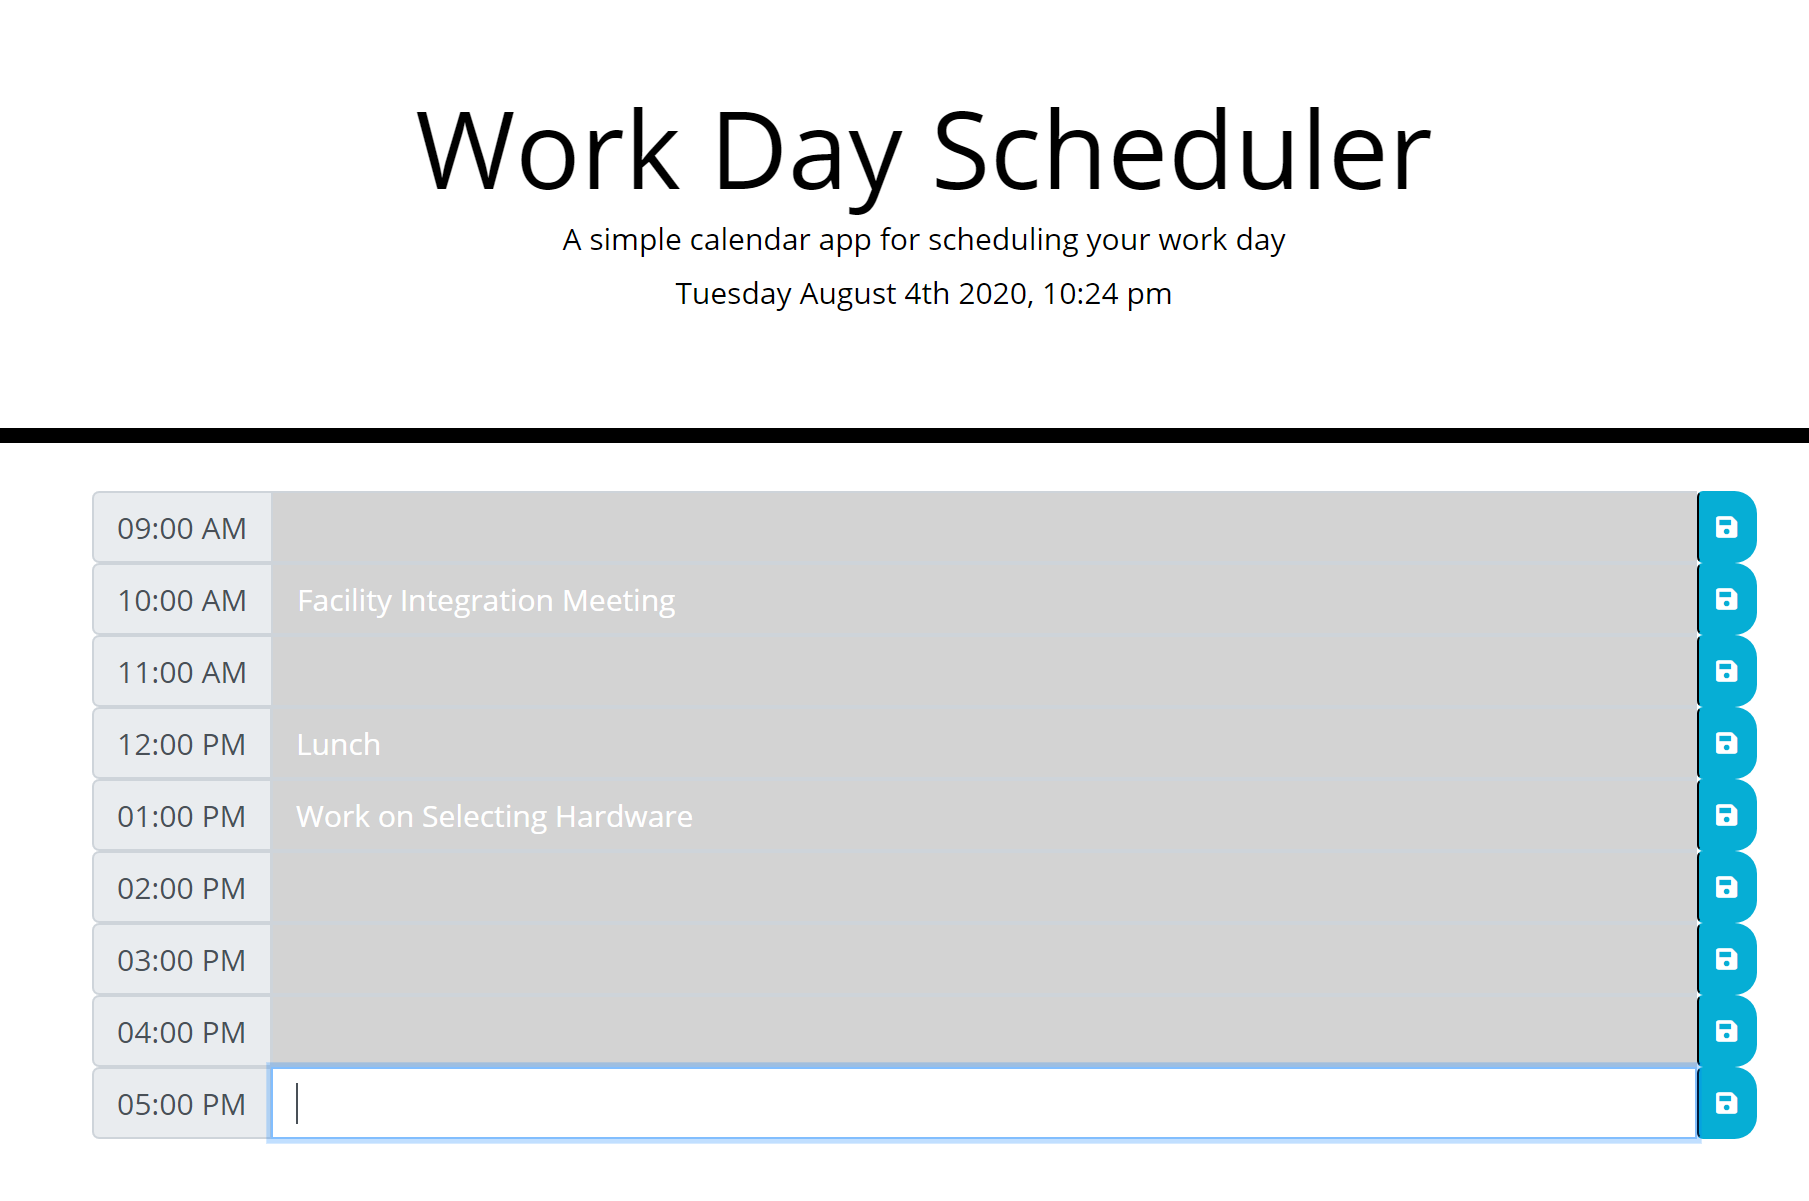 Work Day Scheduler
A simple calendar app for scheduling your work day
Tuesday August 4th 2020, 10:24 pm
09:00 AM
10:00 AM Facility Integration Meeting
11:00 AM
12:00 PM Lunch
01:00 PM Work on Selecting Hardware
02:00 PM
03:00 PM
04:00 PM
05:00 PM